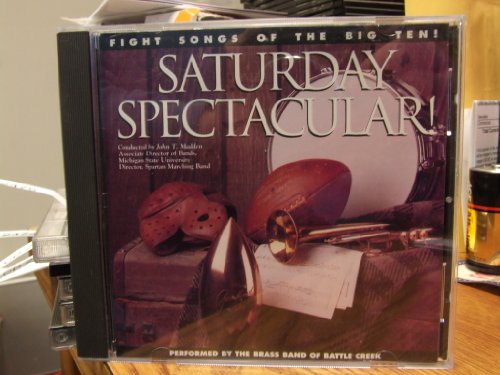 FIGHT SONGS OF THE BIG TEN!
SATURDAY
SPECTACULAR!
Conducted by John T. Madden
Associate Director of Bands,
Michigan State University
Director, Spartan Marching Band
PERFORMED BY THE BRASS BAND OF BATTLE CREEK